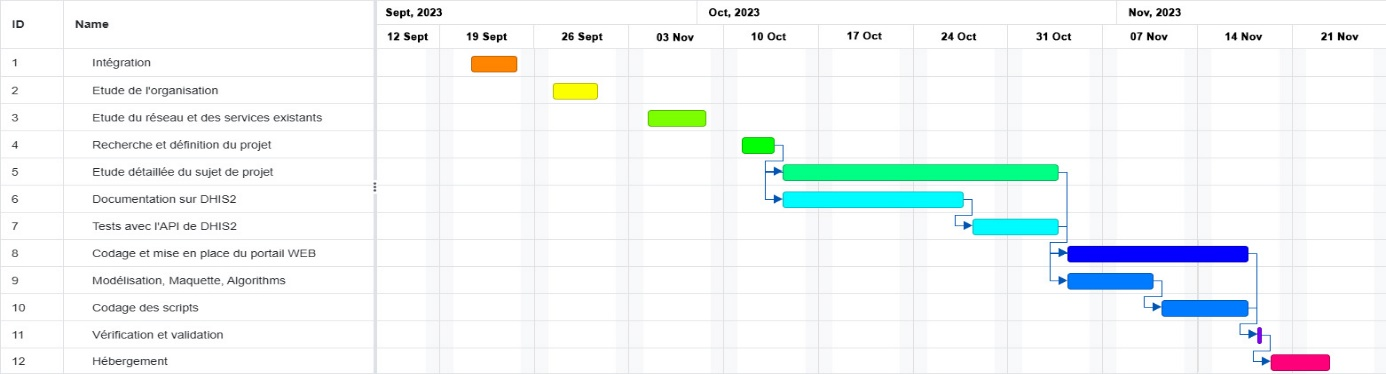 ID Name Sept, 2023 Oct, 2023 Nov, 2023
12 Sept 19 Sept 26 Sept 03 Nov 10 Oct 17 Oct 24 Oct 31 Oct 07 Nov 14 Nov 21 Nov
1 Intégration
2 Etude de l'organisation
3 Etude du réseau et des services existants
4 Recherche et définition du projet
5 Etude détaillée du sujet de projet
6 Documentation sur DHIS2
7 Tests avec l'API de DHIS2
8 Codage et mise en place du portail WEB
9 Modélisation, Maquette, Algorithms
10 Codage des scripts
11 Vérification et validation
12 Hébergement